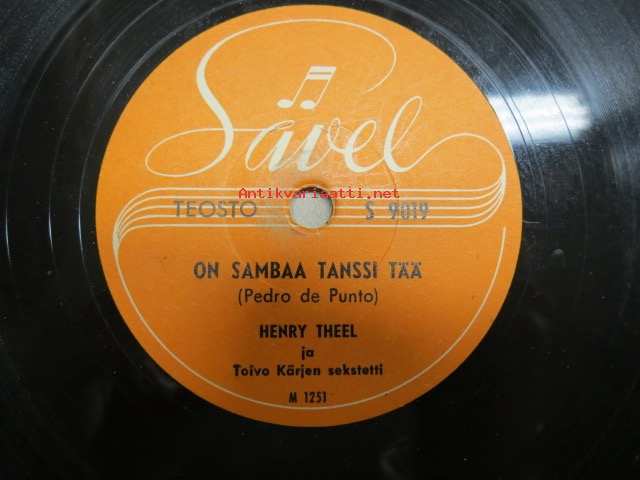 Sävel
Antikvariaatti.net
TEOSTO S 9019
ON SAMBAA TANSSI TÄÄ
(Pedro de Punto)
HENRY THEEL
ja
Toivo Kärjen sekstetti
M 1251